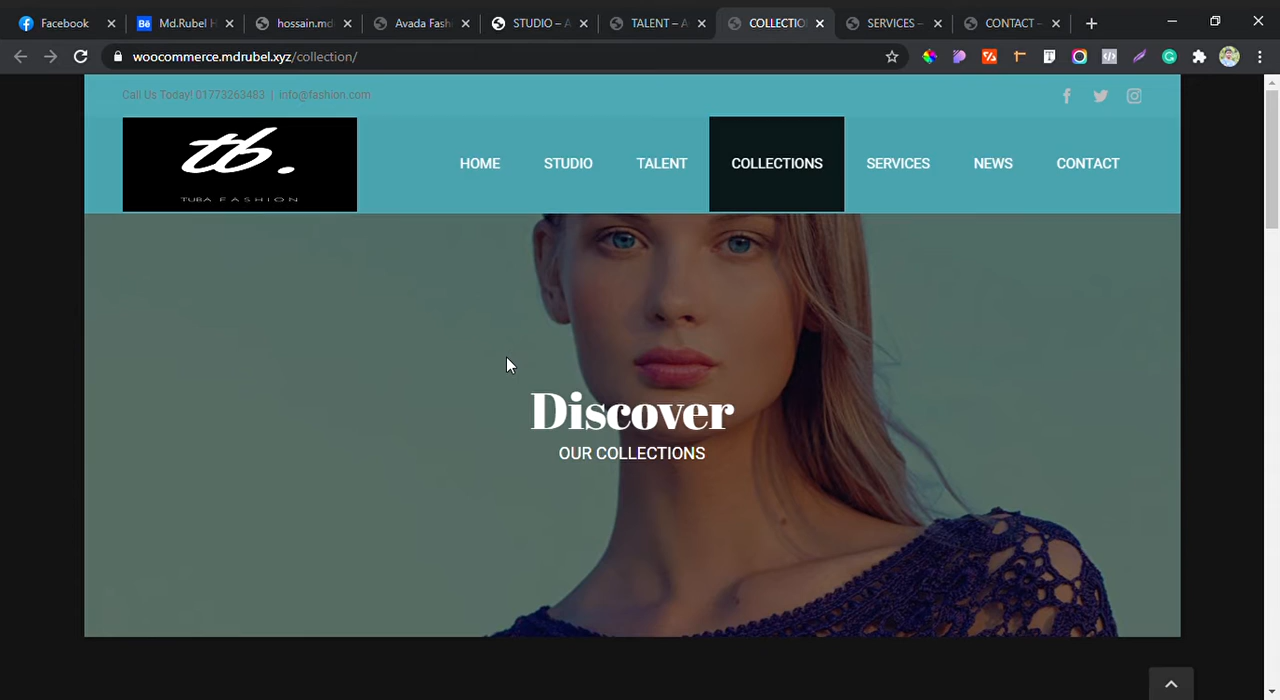 Facebook
Md.Rubel H
hossain.md
Avada Fash
STUDIO – A
TALENT – A
COLLECTIO
SERVICES –
CONTACT –
woocommerce.mdrubel.xyz/collection/
Call Us Today! 01773263483 | info@fashion.com
tb.
TUBA FASHION
HOME
STUDIO
TALENT
COLLECTIONS
SERVICES
NEWS
CONTACT
Discover
OUR COLLECTIONS